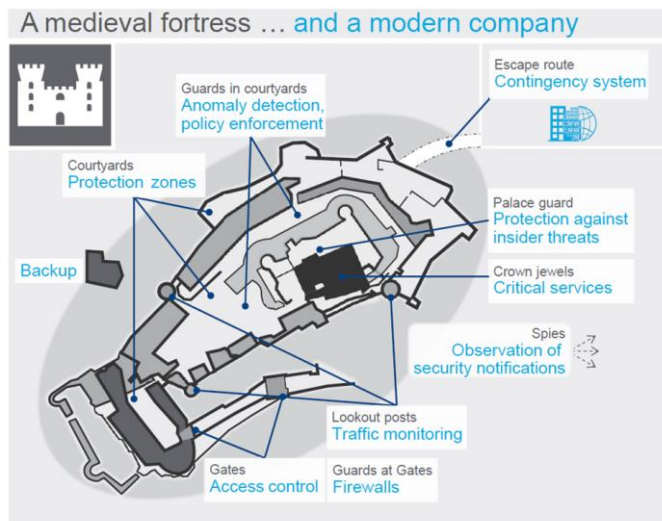 A medieval fortress … and a modern company
Escape route
Contingency system
Guards in courtyards
Anomaly detection,
policy enforcement
Courtyards
Protection zones
Palace guard
Protection against
insider threats
Backup
Crown jewels
Critical services
Spies
Observation of
security notifications
Lookout posts
Traffic monitoring
Gates
Access control
Guards at Gates
Firewalls